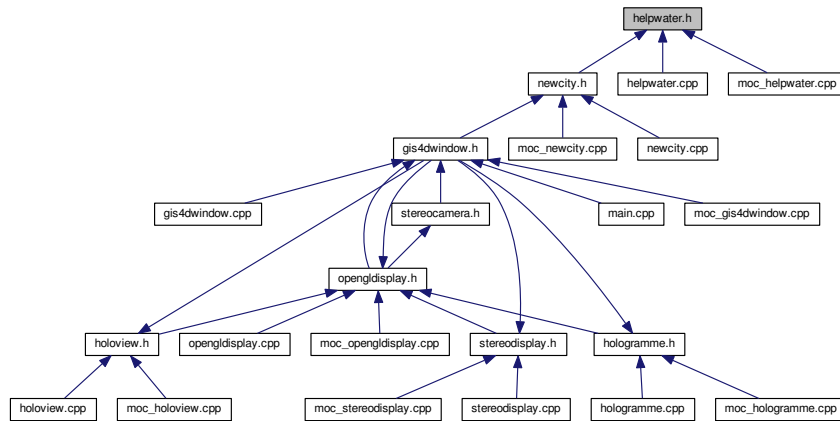 helpwater.h
newcity.h
helpwater.cpp
moc_helpwater.cpp
gis4dwindow.h
moc_newcity.cpp
newcity.cpp
gis4dwindow.cpp
stereocamera.h
main.cpp
moc_gis4dwindow.cpp
opengldisplay.h
holoview.h
opengldisplay.cpp
moc_opengldisplay.cpp
stereodisplay.h
hologramme.h
holoview.cpp
moc_holoview.cpp
moc_stereodisplay.cpp
stereodisplay.cpp
hologramme.cpp
moc_hologramme.cpp